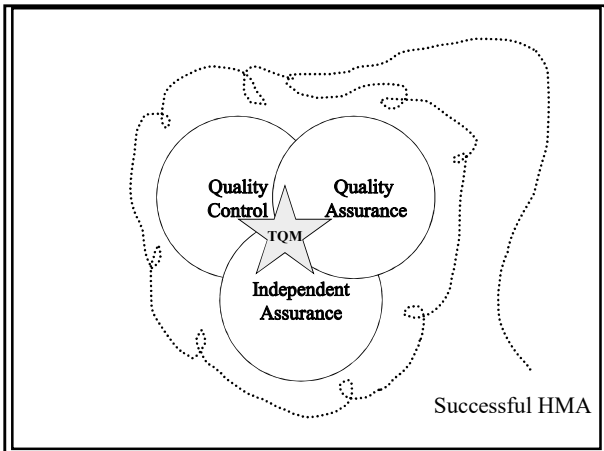 Quality
Control
Quality
Assurance
TQM
Independent
Assurance
Successful HMA